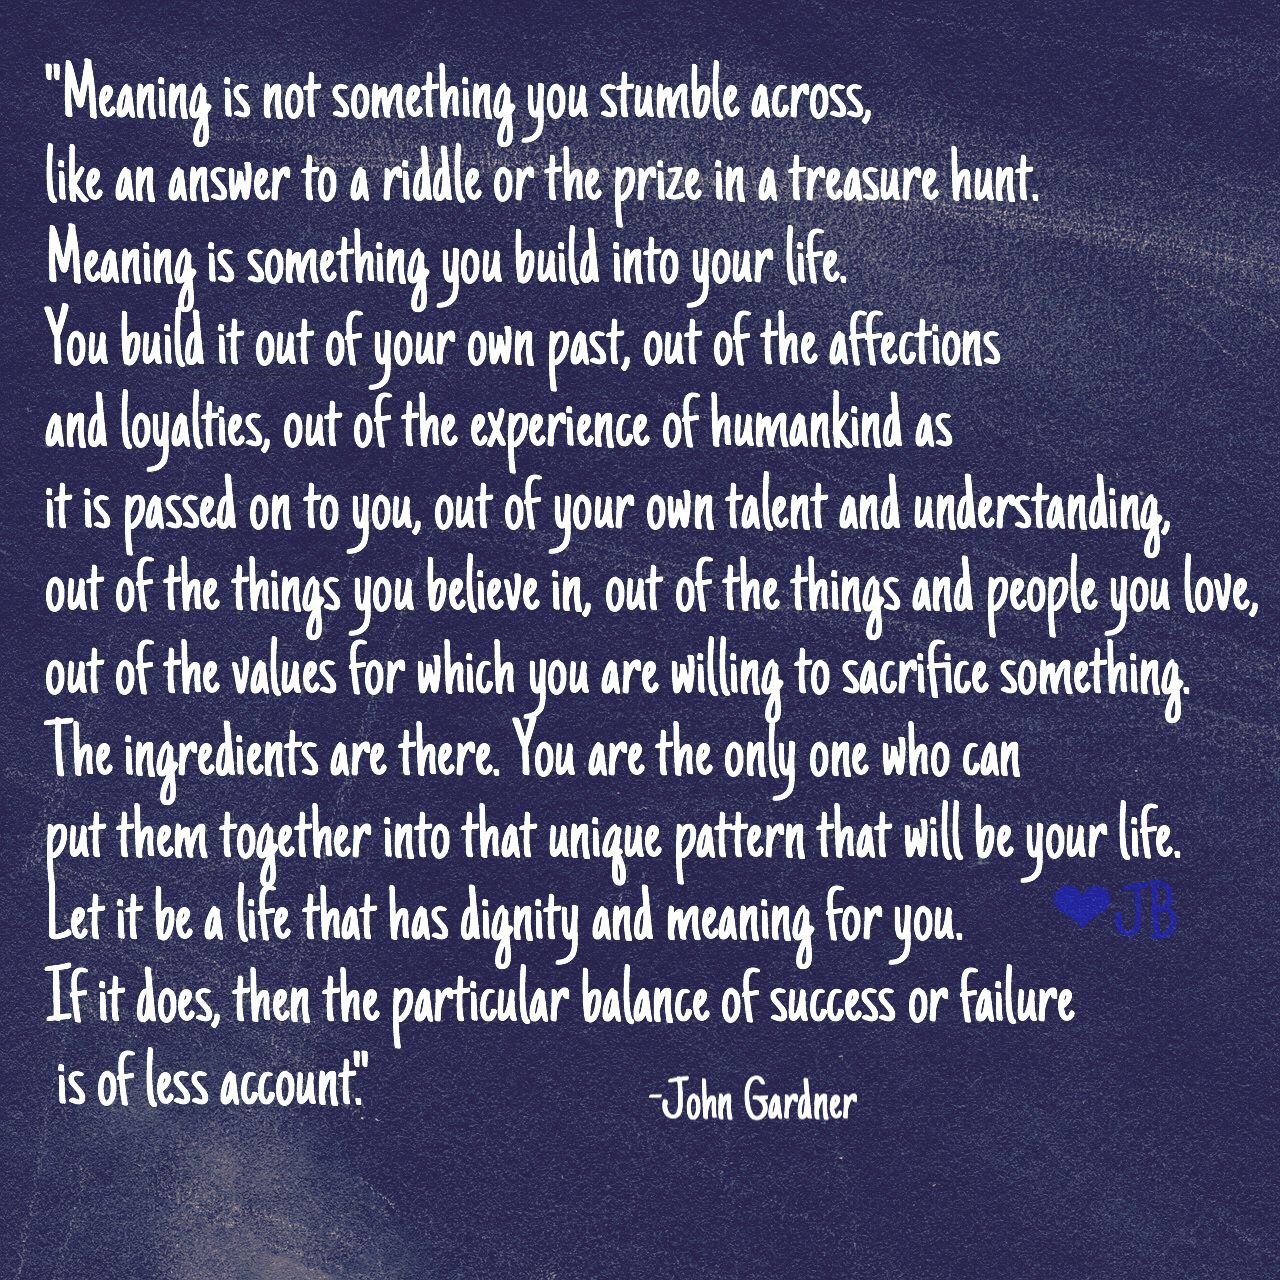 "Meaning is not something you stumble across,
like an answer to a riddle or the prize in a treasure hunt.
Meaning is something you build into your life.
You build it out of your own past, out of the affections
and loyalties, out of the experience of humankind as
it is passed on to you, out of your own talent and understanding,
out of the things you believe in, out of the things and people you love,
out of the values for which you are willing to sacrifice something.
The ingredients are there. You are the only one who can
put them together into that unique pattern that will be your life.
Let it be a life that has dignity and meaning for you.
♥JB
If it does, then the particular balance of success or failure
is of less account."
-John Gardner